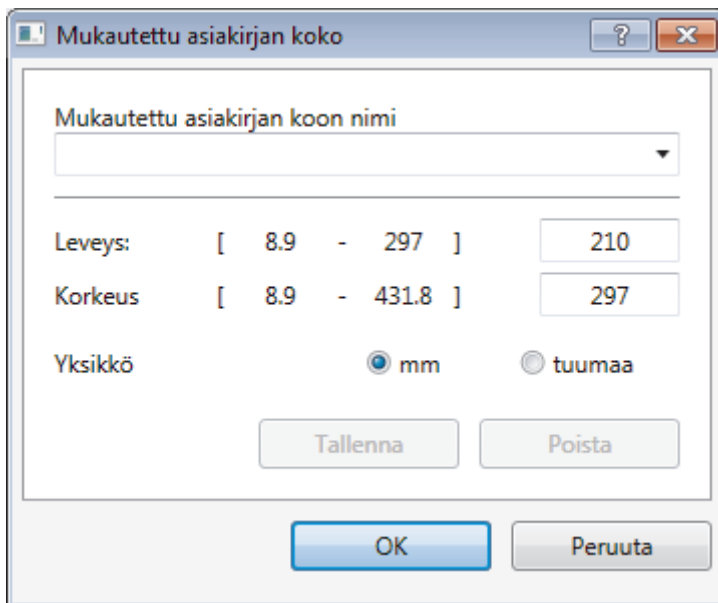 Mukautettu asiakirjan koko
Mukautettu asiakirjan koon nimi
Leveys: [ 8.9 - 297 ] 210
Korkeus [ 8.9 - 431.8 ] 297
Yksikkö mm tuumaa
Tallenna Poista
OK Peruuta